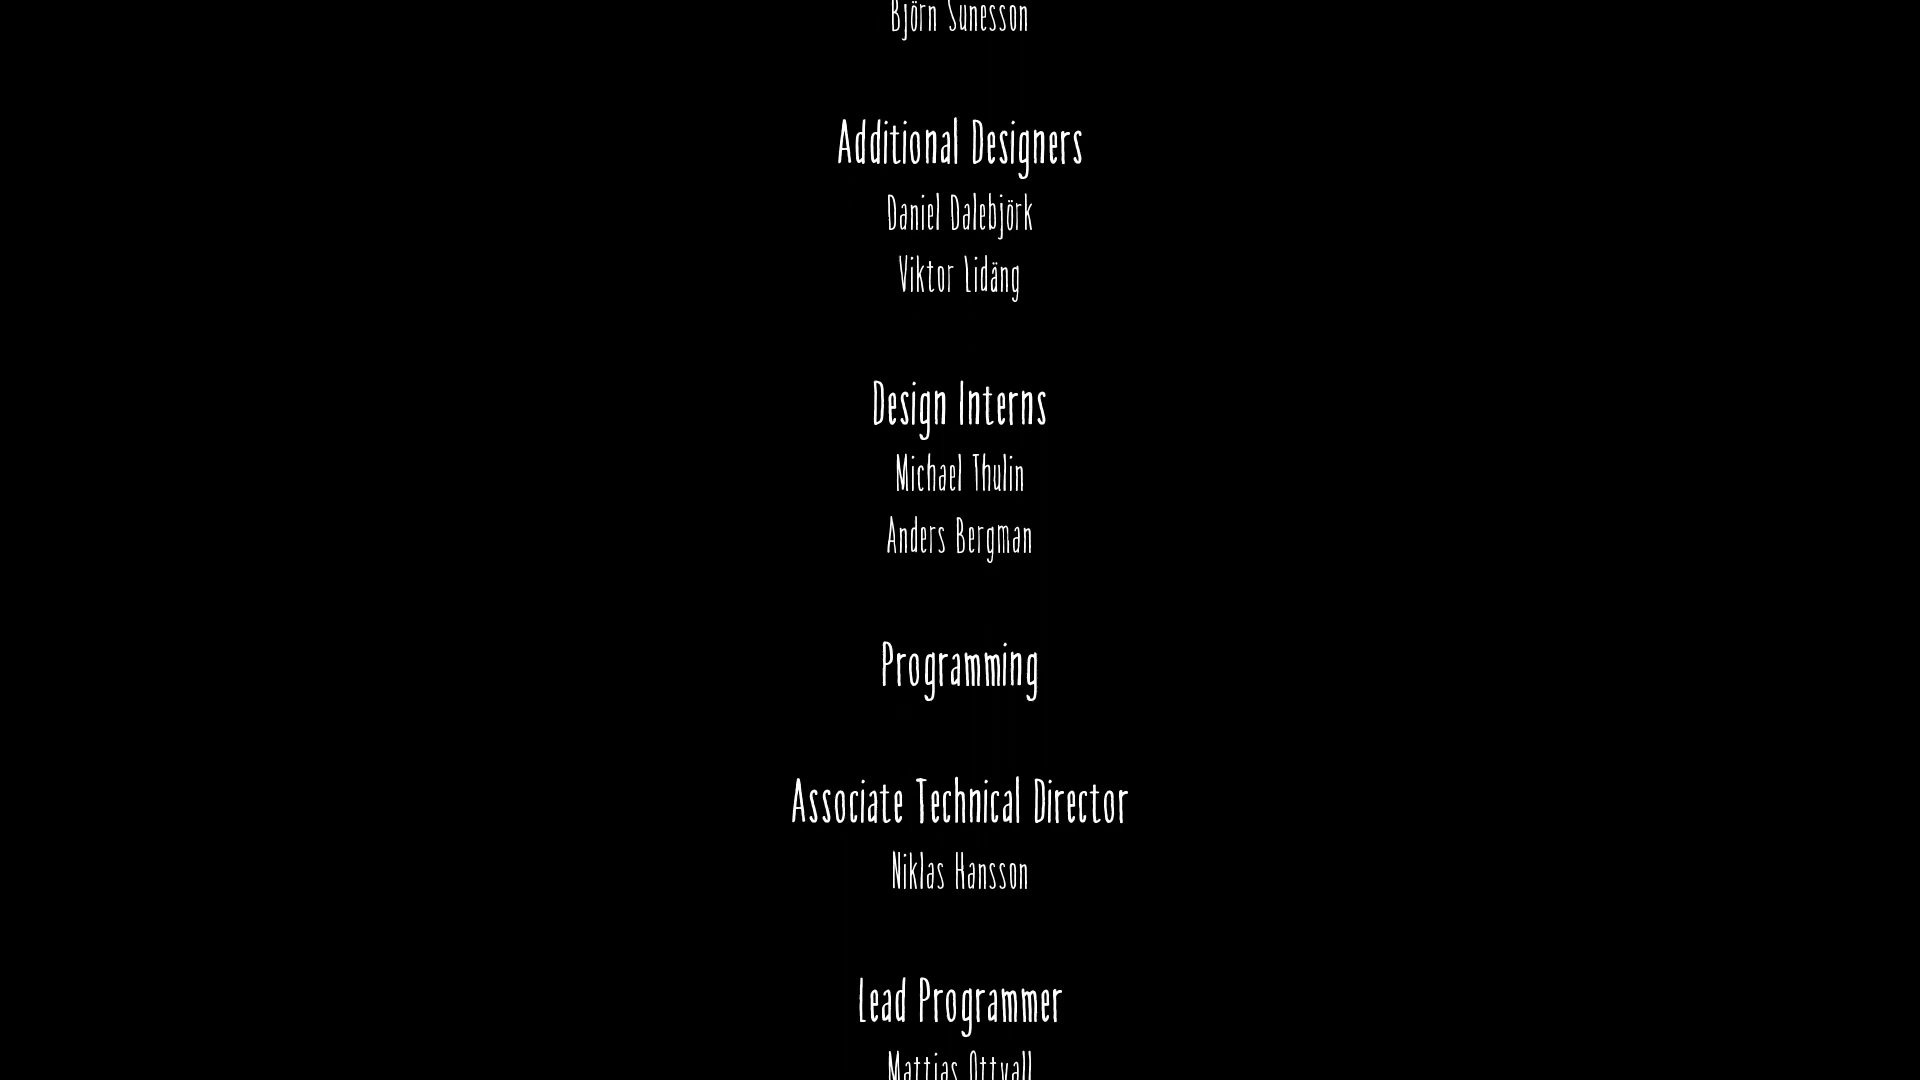 Björn Sunesson
Additional Designers
Daniel Dalebjörk
Viktor Lidäng
Design Interns
Michael Thulin
Anders Bergman
Programming
Associate Technical Director
Niklas Hansson
Lead Programmer
Mattias Ottvall